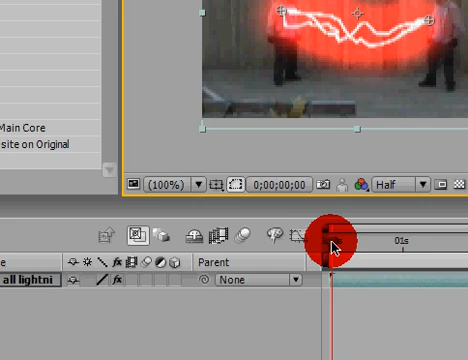 Main Core
site on Original
(100%) 0;00;00;00 Half
01s
e Parent
all lightni None